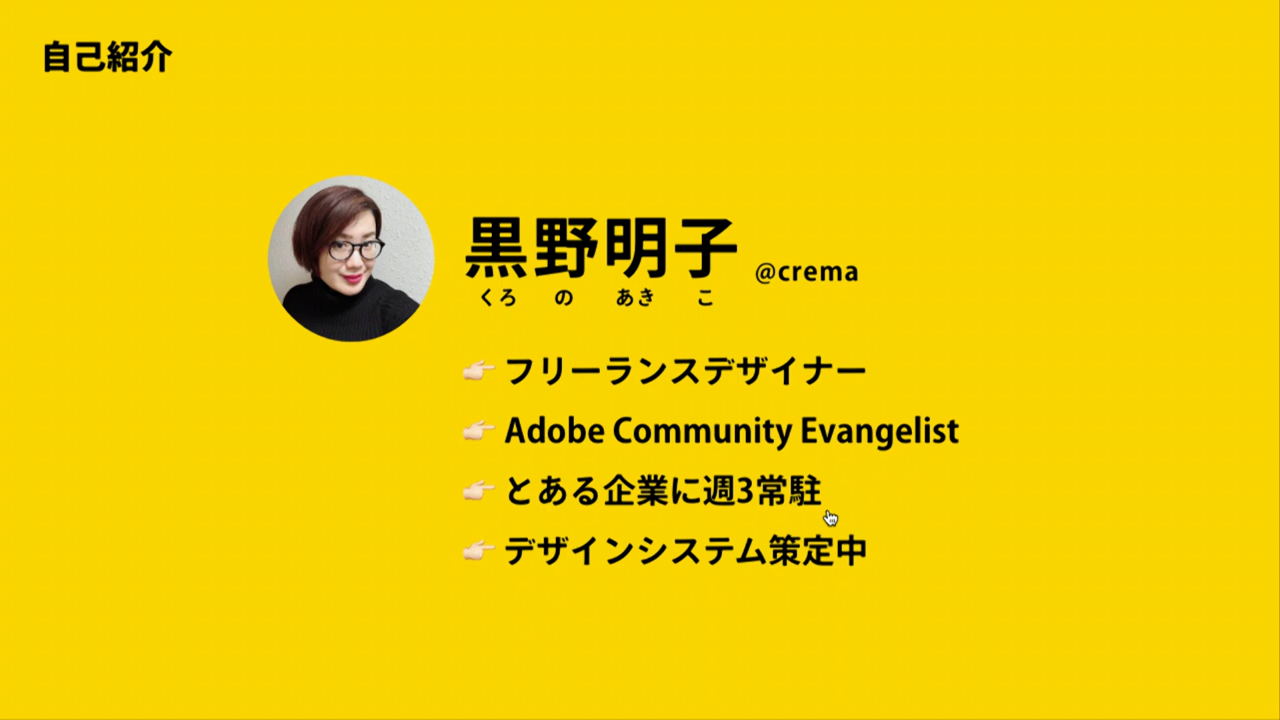 自己紹介
黒野明子 @crema
くろ の あき こ
👉🏻 フリーランスデザイナー
👉🏻 Adobe Community Evangelist
👉🏻 とある企業に週3常駐
👉🏻 デザインシステム策定中